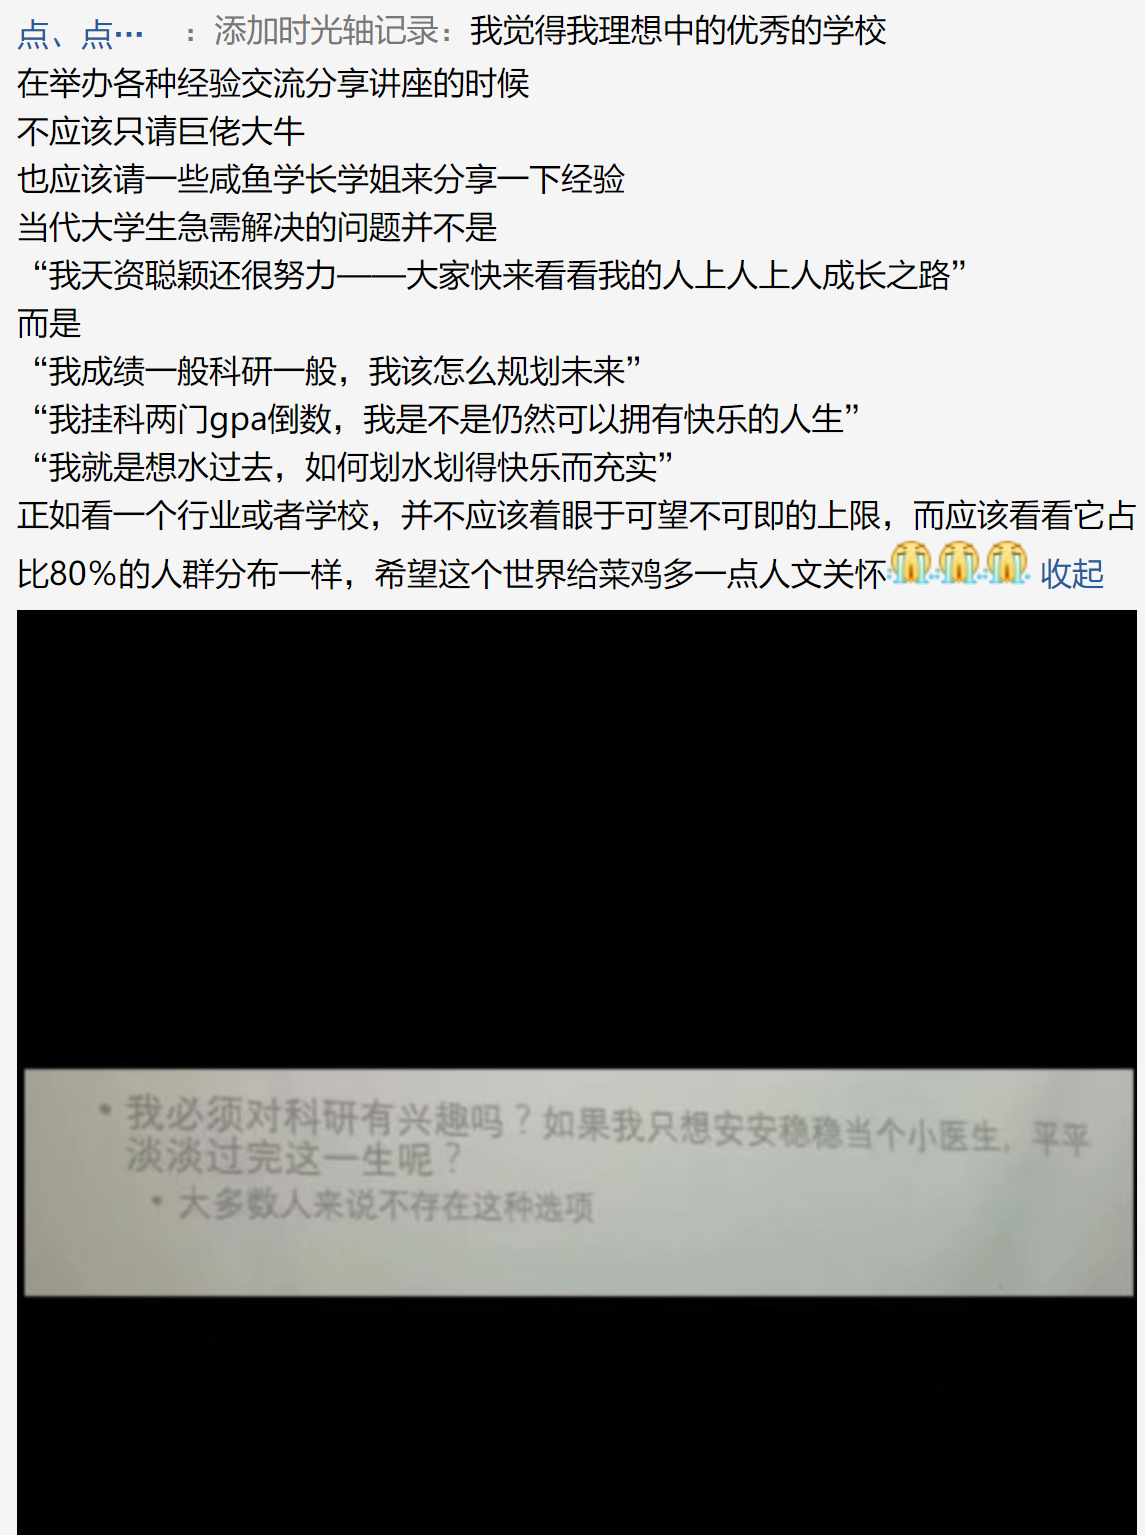 点、点… ：添加时光轴记录：我觉得我理想中的优秀的学校
在举办各种经验交流分享讲座的时候
不应该只请巨佬大牛
也应该请一些咸鱼学长学姐来分享一下经验
当代大学生急需解决的问题并不是
“我天资聪颖还很努力——大家快来看看我的人上人上人成长之路”
而是
“我成绩一般科研一般，我该怎么规划未来”
“我挂科两门gpa倒数，我是不是仍然可以拥有快乐的人生”
“我就是想水过去，如何划水划得快乐而充实”
正如看一个行业或者学校，并不应该着眼于可望不可即的上限，而应该看看它占
比80%的人群分布一样，希望这个世界给菜鸡多一点人文关怀😭😭😭 收起
• 我必须对科研有兴趣吗？如果我只想安安稳稳当个小医生，平平
淡淡过完这一生呢？
• 大多数人来说不存在这种选项